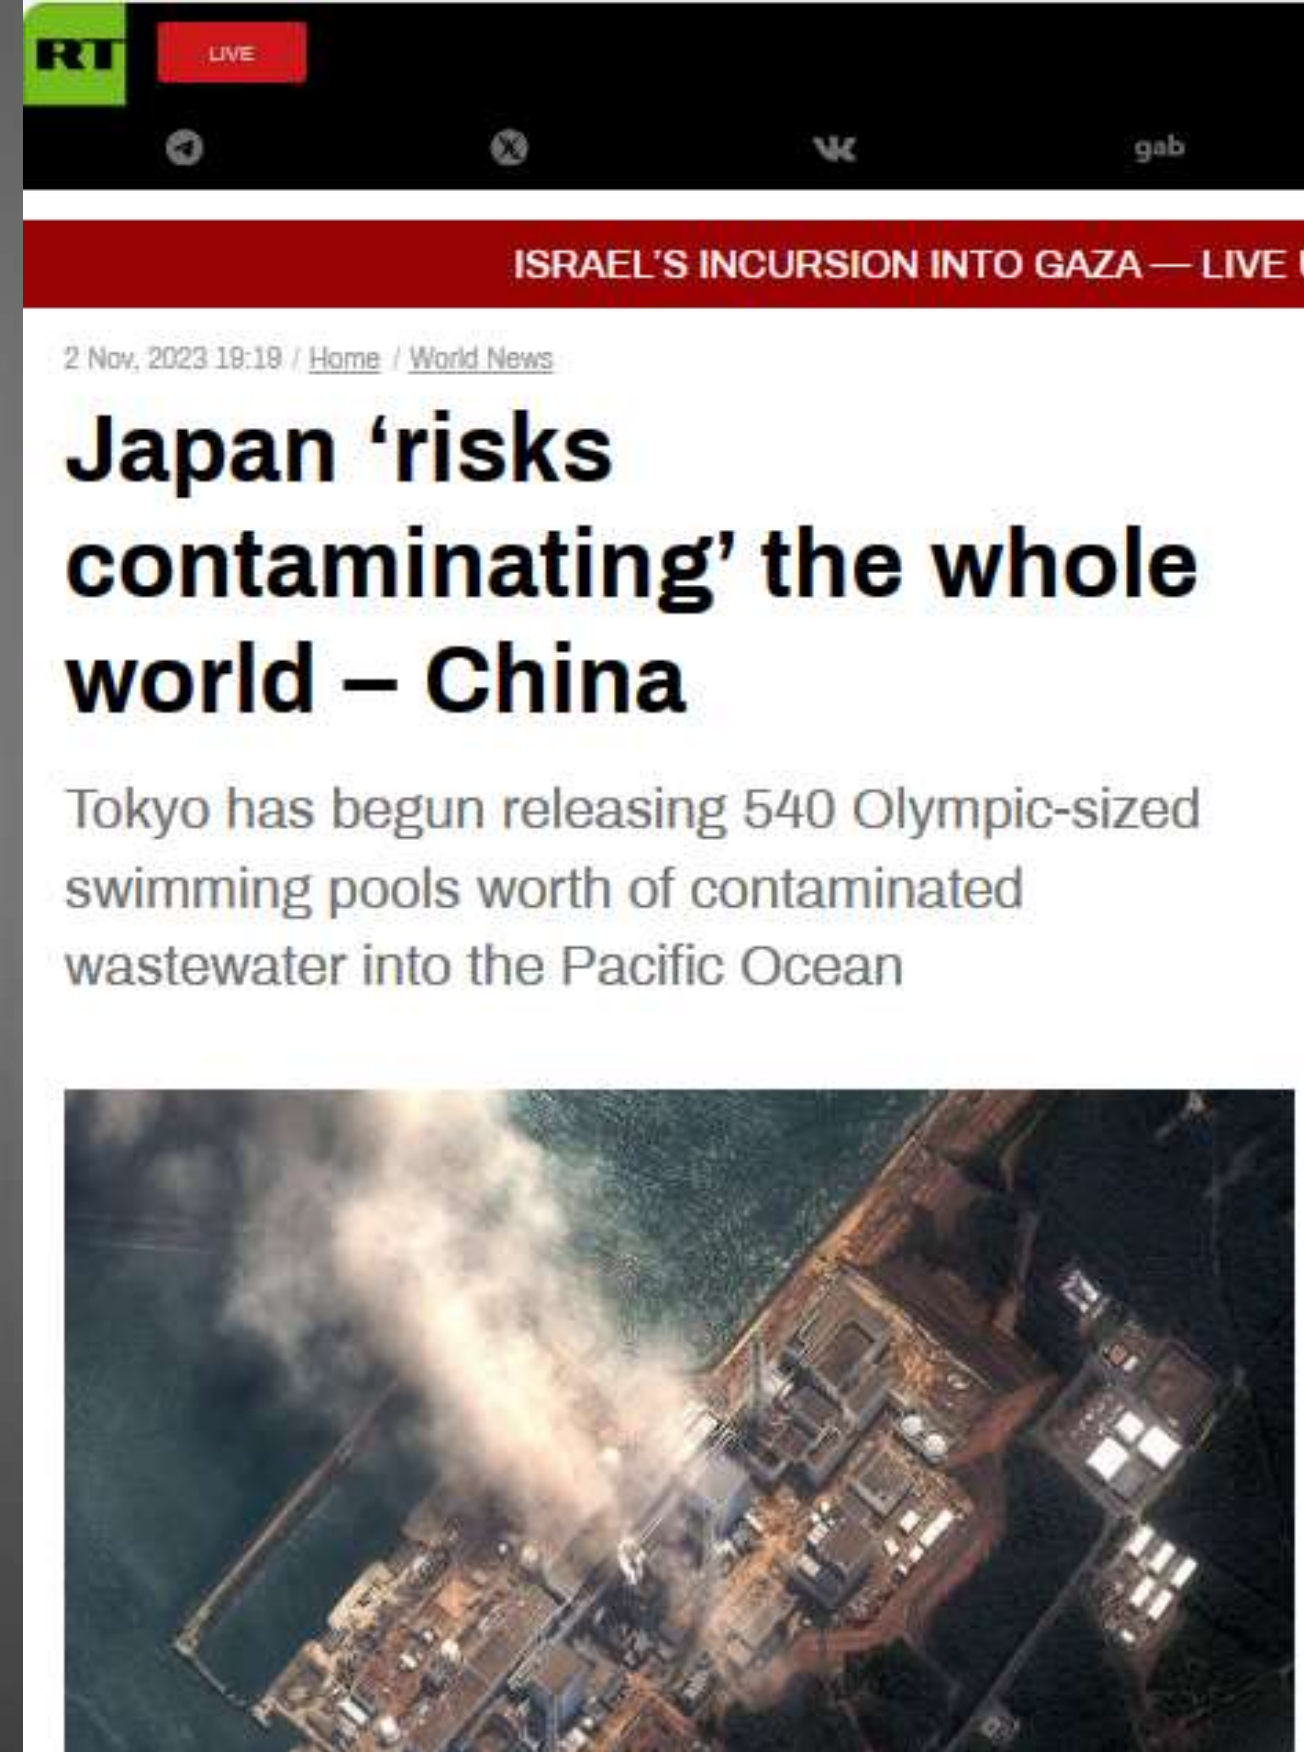 RT
LIVE
gab
ISRAEL'S INCURSION INTO GAZA — LIVE
2 Nov, 2023 19:19 / Home / World News
Japan ‘risks
contaminating’ the whole
world – China
Tokyo has begun releasing 540 Olympic-sized
swimming pools worth of contaminated
wastewater into the Pacific Ocean